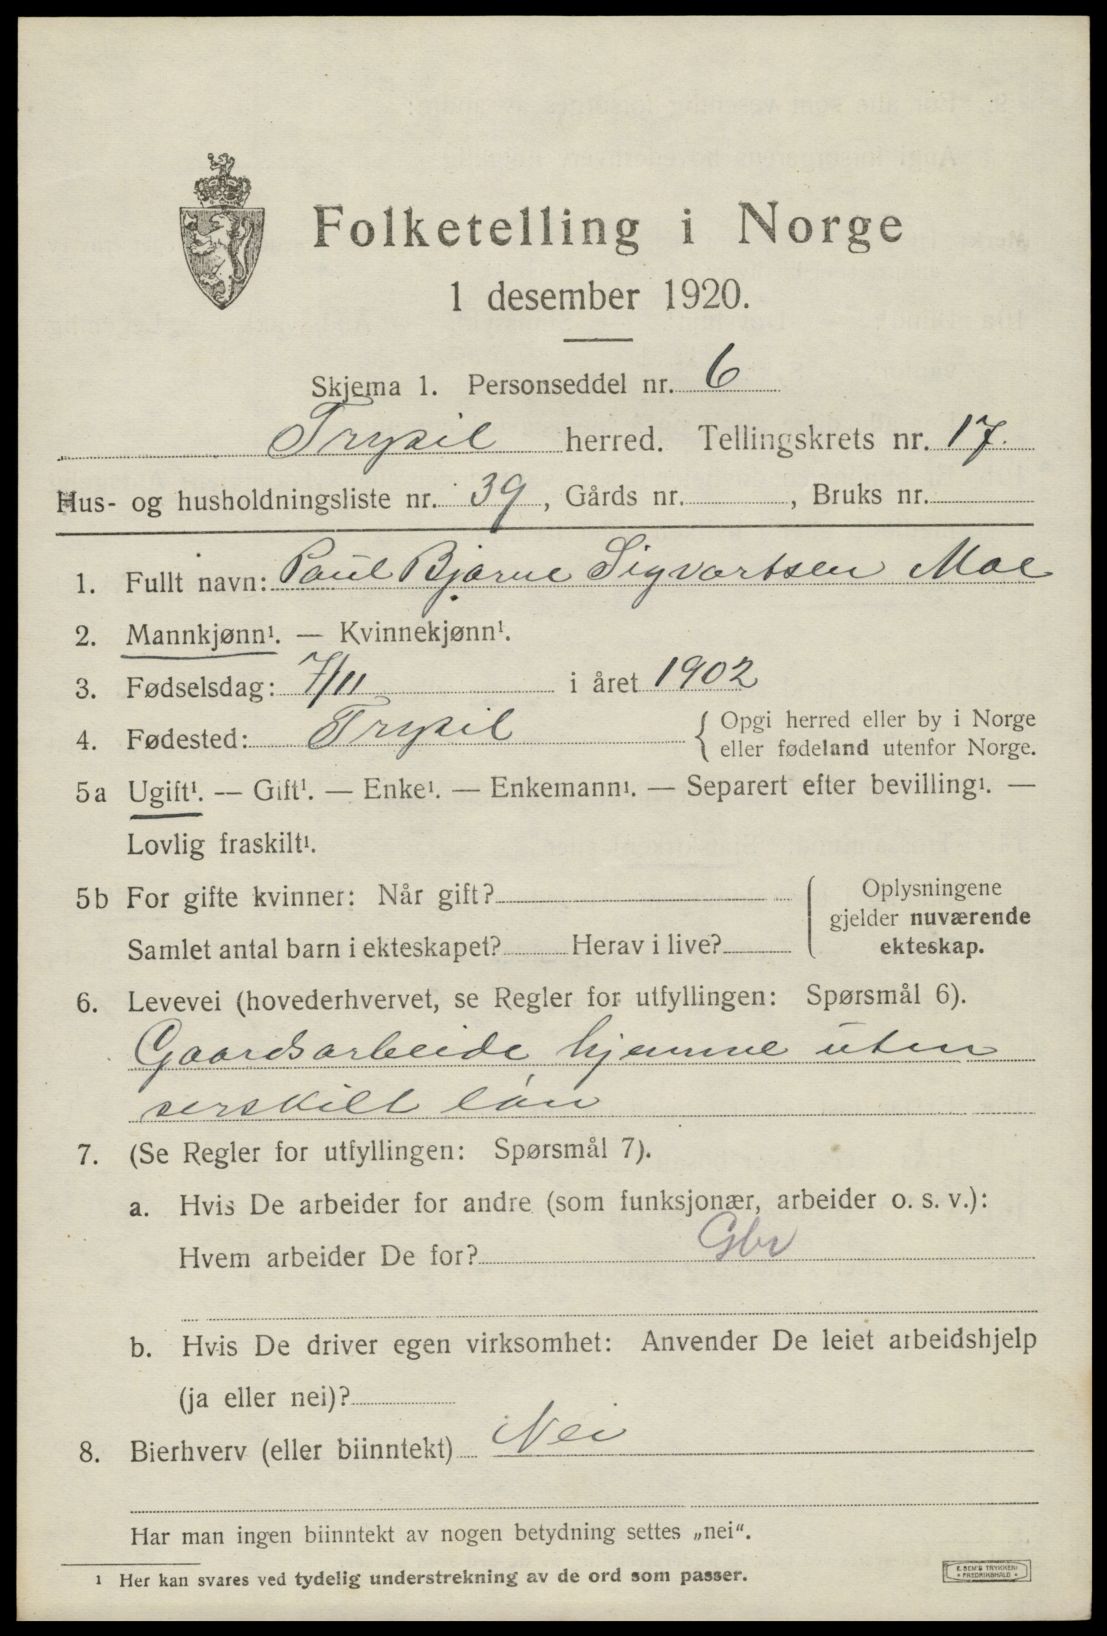 Folketelling i Norge
1 desember 1920.
Skjema 1. Personseddel nr. 6
Trysil herred. Tellingskrets nr. 17.
Hus- og husholdningsliste nr. 39, Gårds nr. , Bruks nr.
1. Fullt navn: Paul Bjarne Sigvartsen Moe
2. Mannkjønn¹. — Kvinnekjønn¹.
3. Fødselsdag: 7/11 i året 1902
4. Fødested: Trysil { Opgi herred eller by i Norge
eller fødeland utenfor Norge.
5a Ugift¹. — Gift¹. — Enke¹. — Enkemann¹. — Separert efter bevilling¹. —
Lovlig fraskilt¹.
5b For gifte kvinner: Når gift?
Samlet antal barn i ekteskapet? Herav i live?
{ Oplysningene
gjelder nuværende
ekteskap.
6. Levevei (hovederhvervet, se Regler for utfyllingen: Spørsmål 6).
Gaardsarbeide hjemme uten
serskilt løn
7. (Se Regler for utfyllingen: Spørsmål 7).
a. Hvis De arbeider for andre (som funksjonær, arbeider o. s. v.):
Hvem arbeider De for? Gbr
b. Hvis De driver egen virksomhet: Anvender De leiet arbeidshjelp
(ja eller nei)?
8. Bierhverv (eller biinntekt) Nei
Har man ingen biinntekt av nogen betydning settes „nei“.
¹ Her kan svares ved tydelig understrekning av de ord som passer.
E. SEM'S TRYKKERI
FREDRIKSHALD